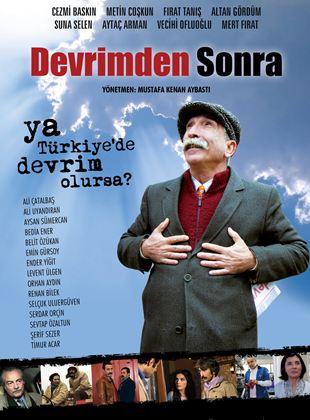 CEZMİ BASKIN METİN COŞKUN FIRAT TANIŞ ALTAN GÖRDÜM
SUNA SELEN AYTAÇ ARMAN VECİHİ OFLUOĞLU MERT FIRAT
Devrimden Sonra
YÖNETMEN: MUSTAFA KENAN AYBASTI
ya
Türkiye'de
devrim
olursa?
ALİ ÇATALBAŞ
ALİ UYANDIRAN
AYSAN SÜMERCAN
BEDİA ENER
BELİT ÖZÜKAN
EMİN GÜRSOY
ENDER YİĞİT
LEVENT ÜLGEN
ORHAN AYDIN
RENAN BİLEK
SELÇUK ULUERGÜVEN
SERDAR ORÇİN
SEVTAP ÖZALTUN
ŞERİF SEZER
TİMUR ACAR